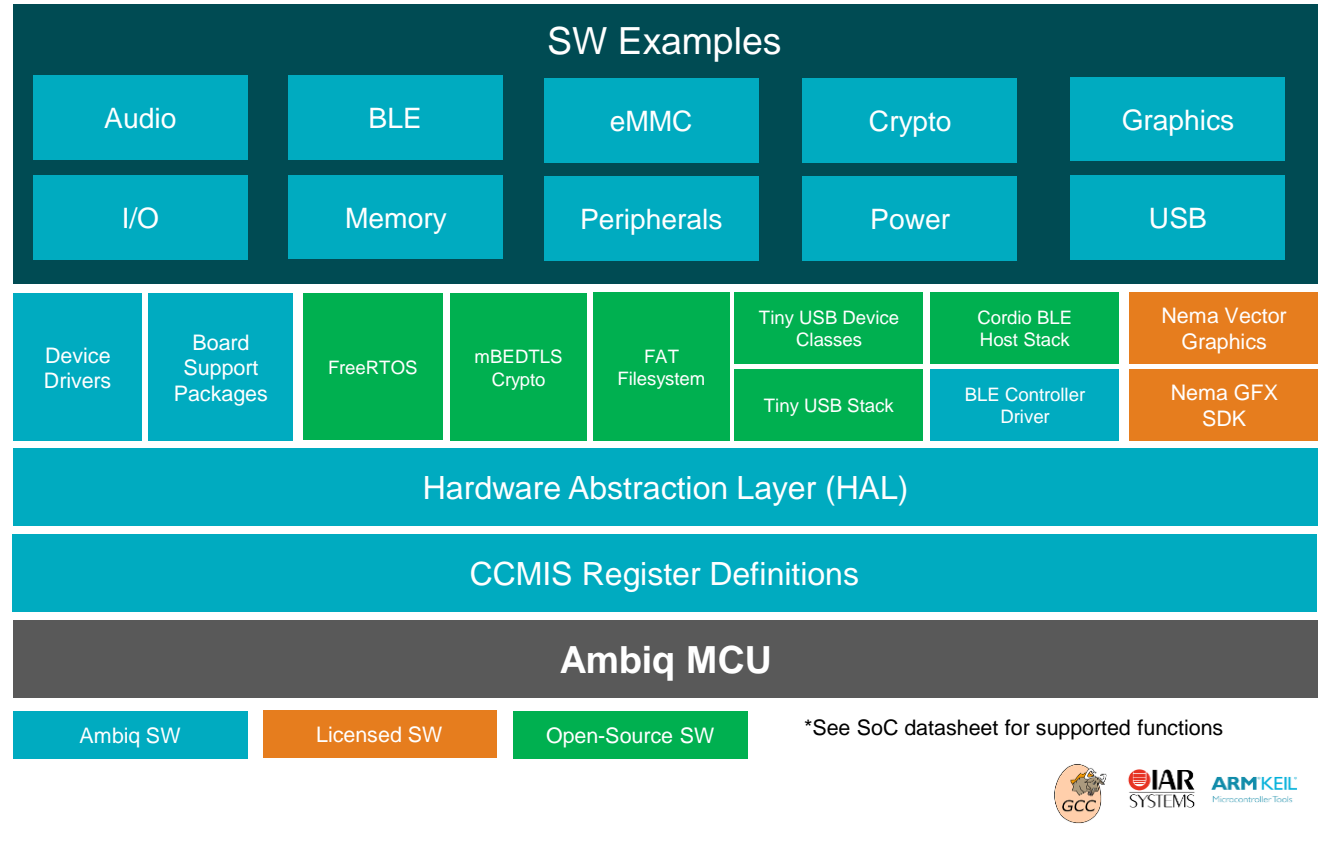 SW Examples
Audio
BLE
eMMC
Crypto
Graphics
I/O
Memory
Peripherals
Power
USB
Device
Drivers
Board
Support
Packages
FreeRTOS
mBEDTLS
Crypto
FAT
Filesystem
Tiny USB Device
Classes
Tiny USB Stack
Cordio BLE
Host Stack
BLE Controller
Driver
Nema Vector
Graphics
Nema GFX
SDK
Hardware Abstraction Layer (HAL)
CCMIS Register Definitions
Ambiq MCU
Ambiq SW
Licensed SW
Open-Source SW
*See SoC datasheet for supported functions
GCC
IAR
SYSTEMS
ARM KEIL
Microcontroller Tools